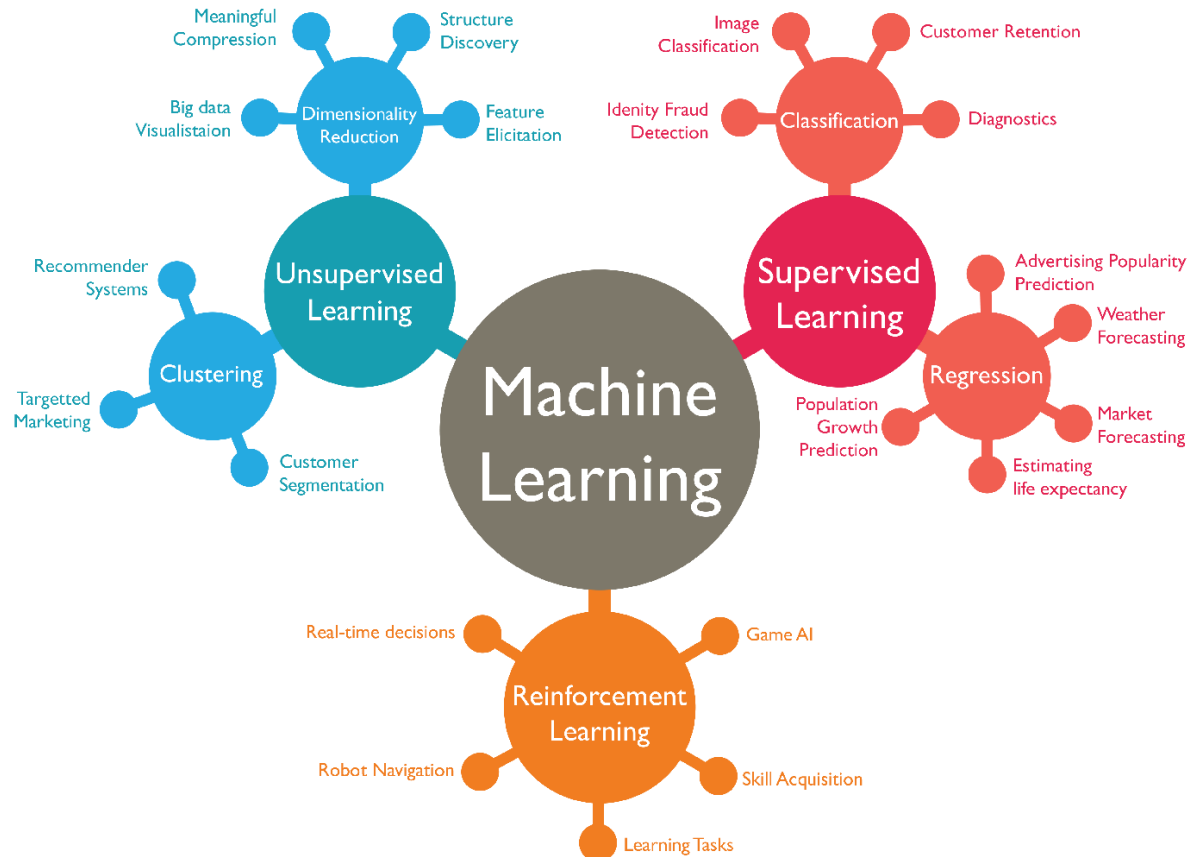 Meaningful
Compression
Structure
Discovery
Big data
Visualistaion
Dimensionality
Reduction
Feature
Elicitation
Image
Classification
Customer Retention
Idenity Fraud
Detection
Classification
Diagnostics
Unsupervised
Learning
Supervised
Learning
Recommender
Systems
Clustering
Targetted
Marketing
Customer
Segmentation
Machine
Learning
Advertising Popularity
Prediction
Weather
Forecasting
Regression
Population
Growth
Prediction
Market
Forecasting
Estimating
life expectancy
Real-time decisions
Game AI
Reinforcement
Learning
Robot Navigation
Skill Acquisition
Learning Tasks